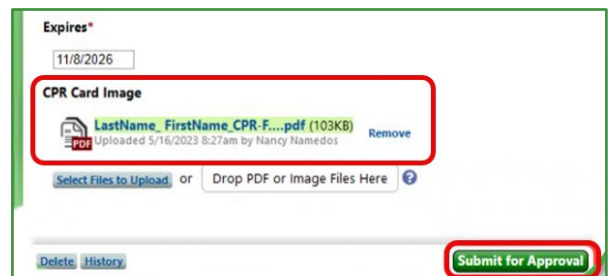 Expires*
11/8/2026
CPR Card Image
LastName_ FirstName_CPR-F....pdf (103KB) Remove
PDF Uploaded 5/16/2023 8:27am by Nancy Namedos
Select Files to Upload or Drop PDF or Image Files Here ?
Delete History Submit for Approval